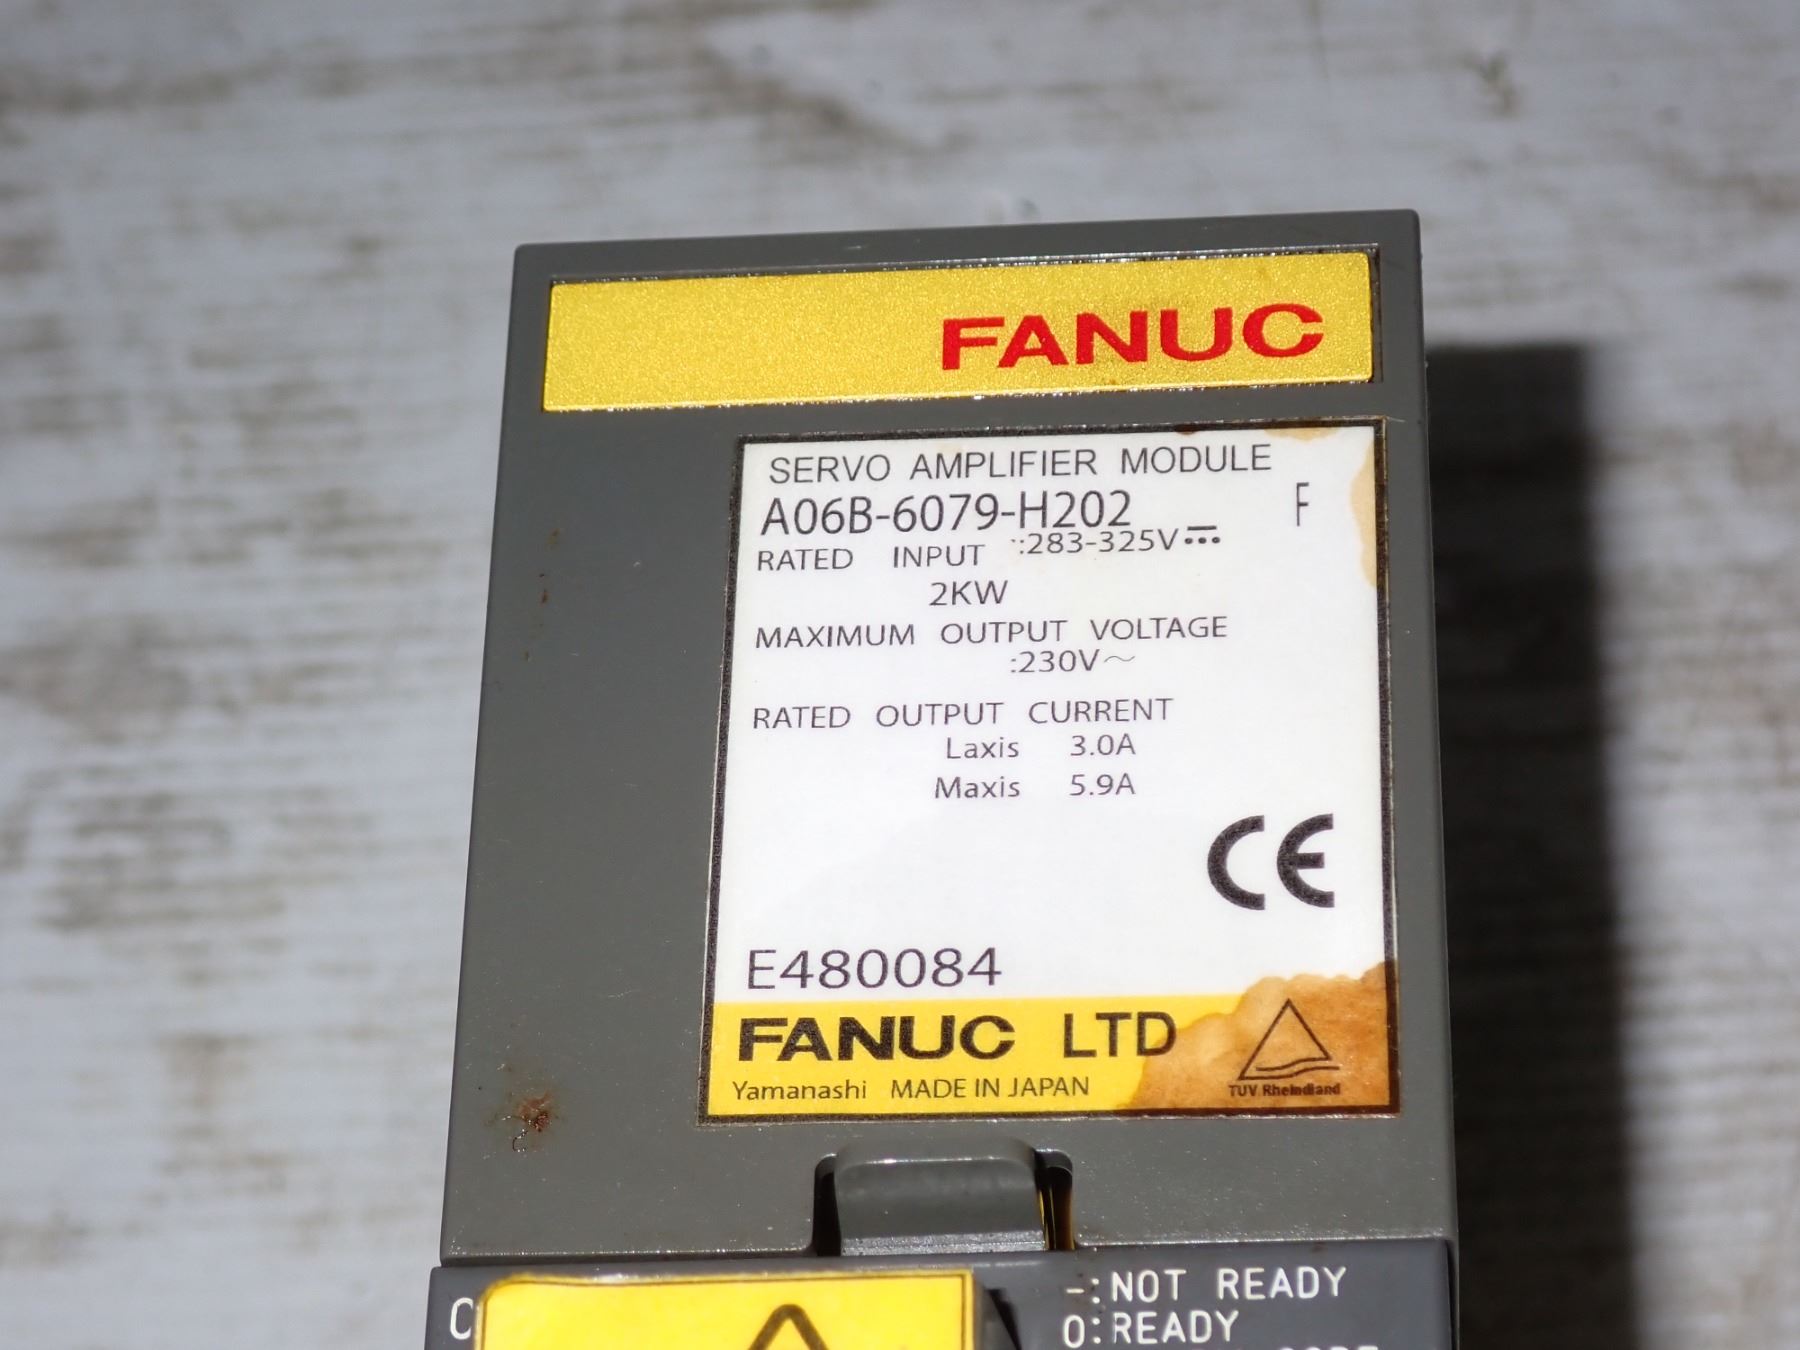 FANUC
SERVO AMPLIFIER MODULE
A06B-6079-H202 F
RATED INPUT :283-325V⎓
2KW
MAXIMUM OUTPUT VOLTAGE
:230V～
RATED OUTPUT CURRENT
Laxis 3.0A
Maxis 5.9A
CE
E480084
FANUC LTD
Yamanashi MADE IN JAPAN
TUV Rheindland
-:NOT READY
0:READY